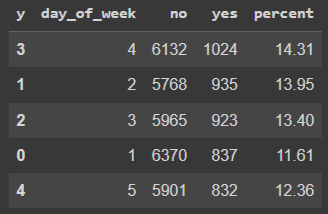 y day_of_week no yes percent
3 4 6132 1024 14.31
1 2 5768 935 13.95
2 3 5965 923 13.40
0 1 6370 837 11.61
4 5 5901 832 12.36